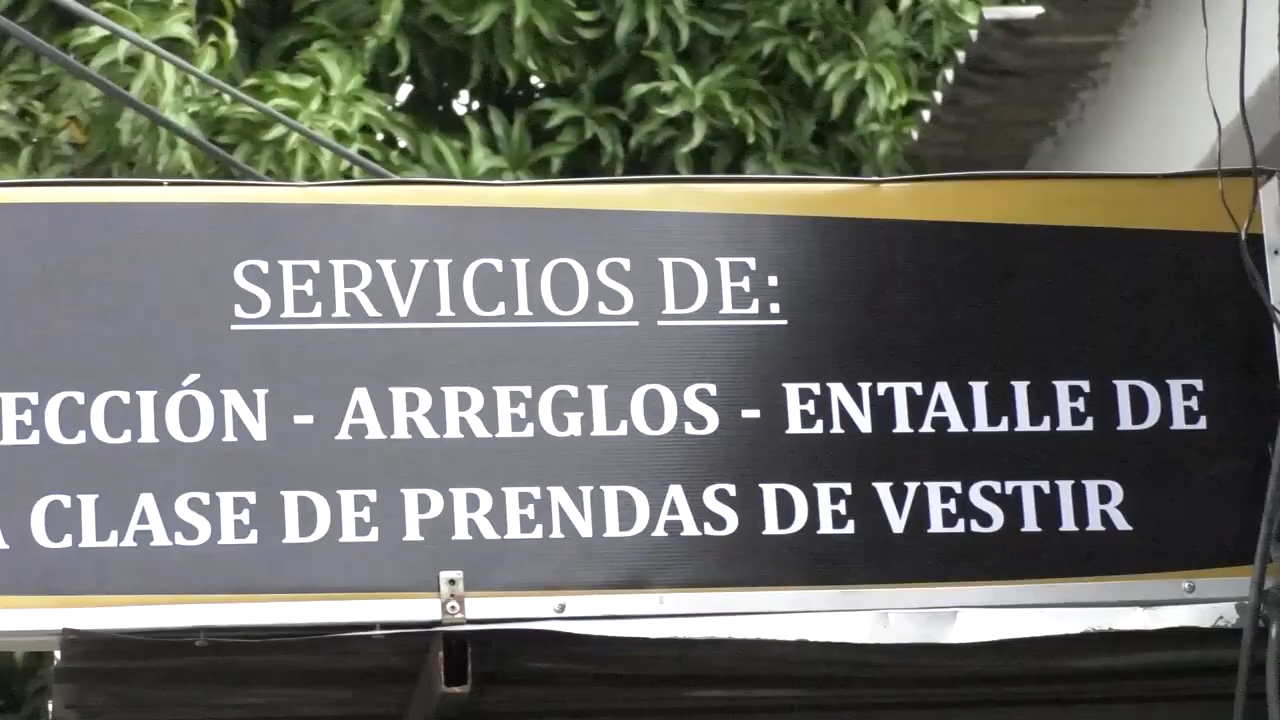 SERVICIOS DE:
ECCIÓN - ARREGLOS - ENTALLE DE
CLASE DE PRENDAS DE VESTIR